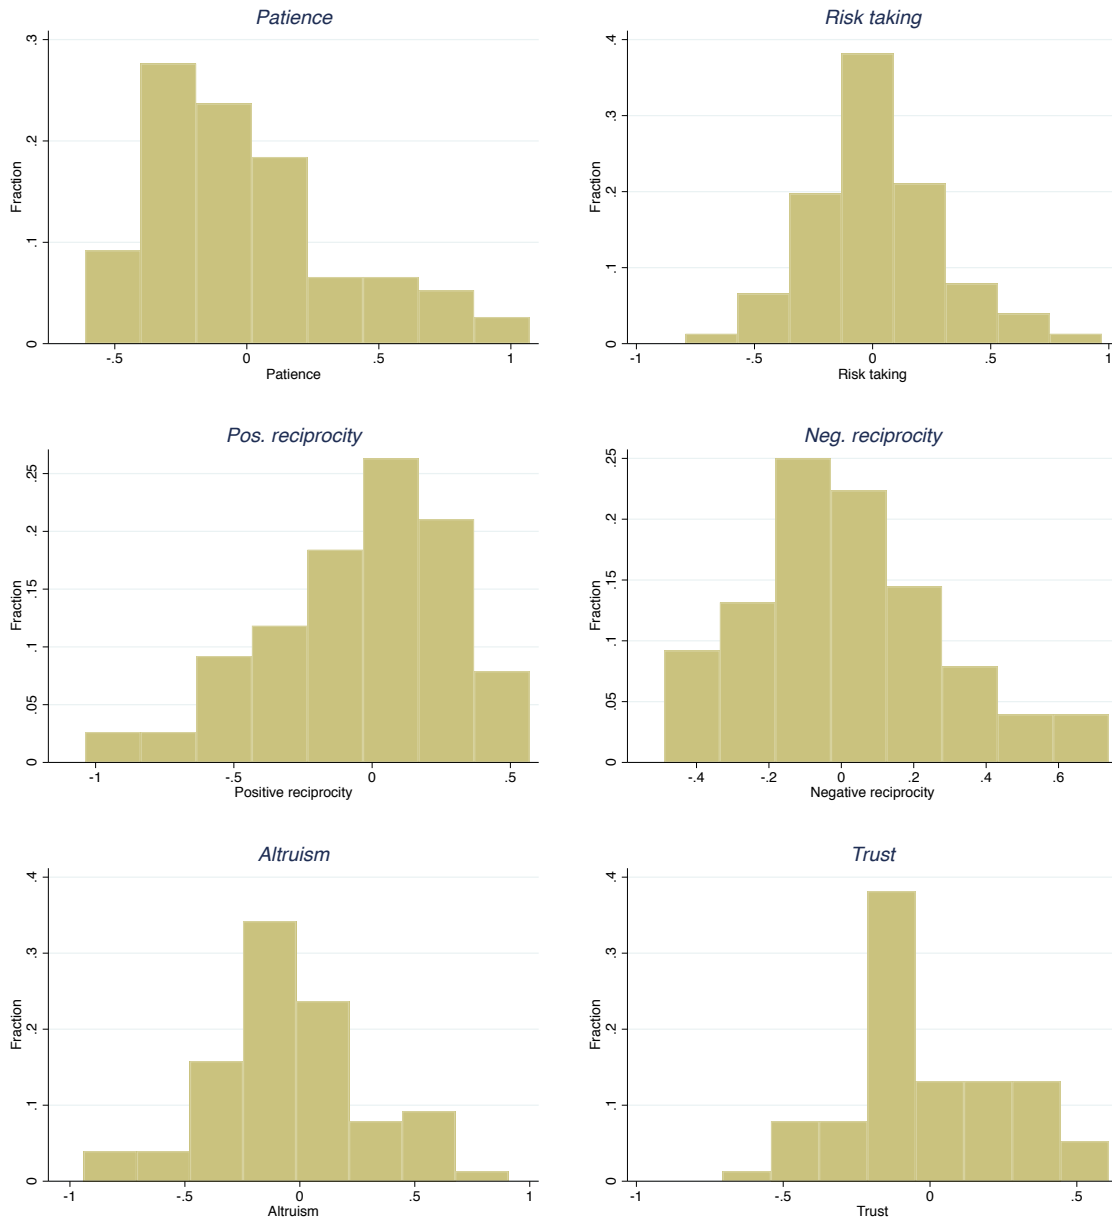 Patience
.3
.2
.1
0
Fraction
-.5 0 .5 1
Patience
Risk taking
.4
.3
.2
.1
0
Fraction
-1 -.5 0 .5 1
Risk taking
Pos. reciprocity
.25
.2
.15
.1
.05
0
Fraction
-1 -.5 0 .5
Positive reciprocity
Neg. reciprocity
.25
.2
.15
.1
.05
0
Fraction
-.4 -.2 0 .2 .4 .6
Negative reciprocity
Altruism
.4
.3
.2
.1
0
Fraction
-1 -.5 0 .5 1
Altruism
Trust
.4
.3
.2
.1
0
Fraction
-1 -.5 0 .5
Trust